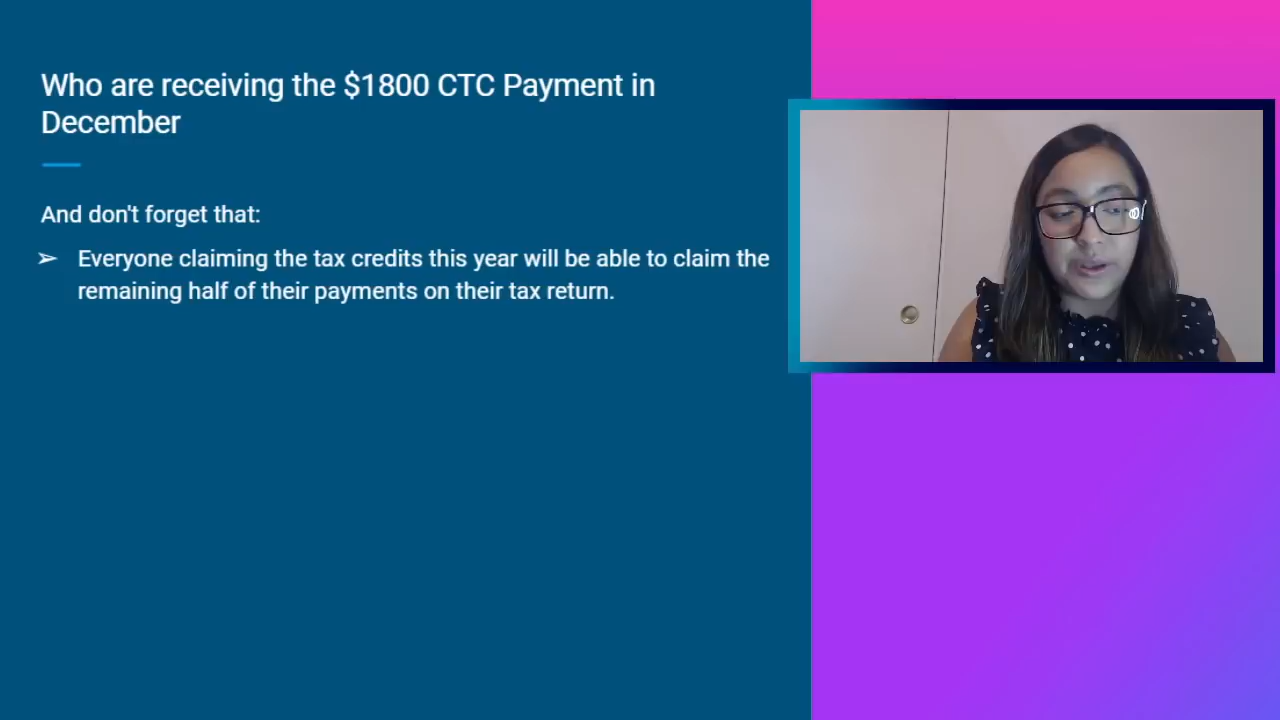 Who are receiving the $1800 CTC Payment in
December
And don't forget that:
➢ Everyone claiming the tax credits this year will be able to claim the
remaining half of their payments on their tax return.